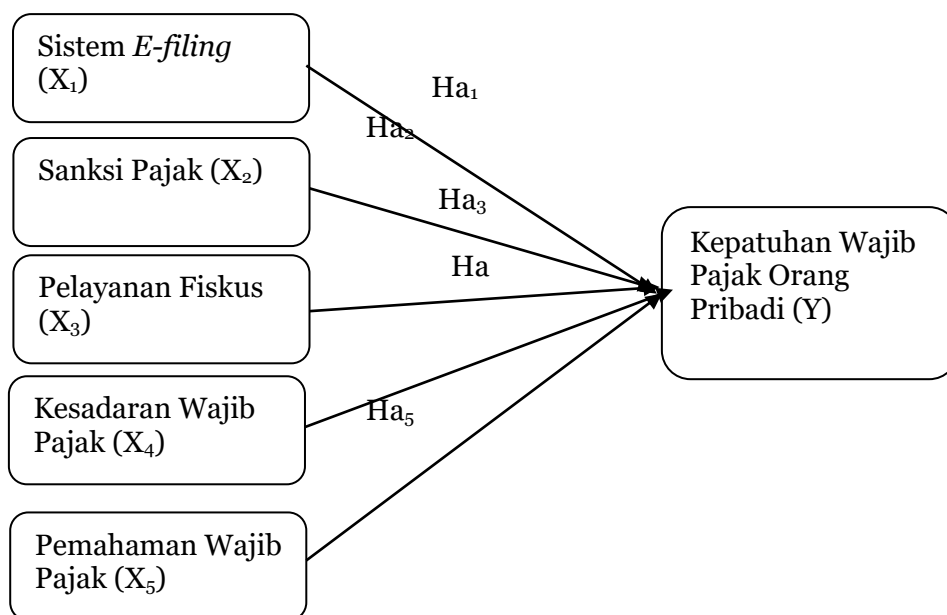 Sistem E-filing
(X₁)
Ha₁
Ha₂
Sanksi Pajak (X₂)
Ha₃
Kepatuhan Wajib
Pajak Orang
Pribadi (Y)
Ha
Pelayanan Fiskus
(X₃)
Kesadaran Wajib
Pajak (X₄)
Ha₅
Pemahaman Wajib
Pajak (X₅)